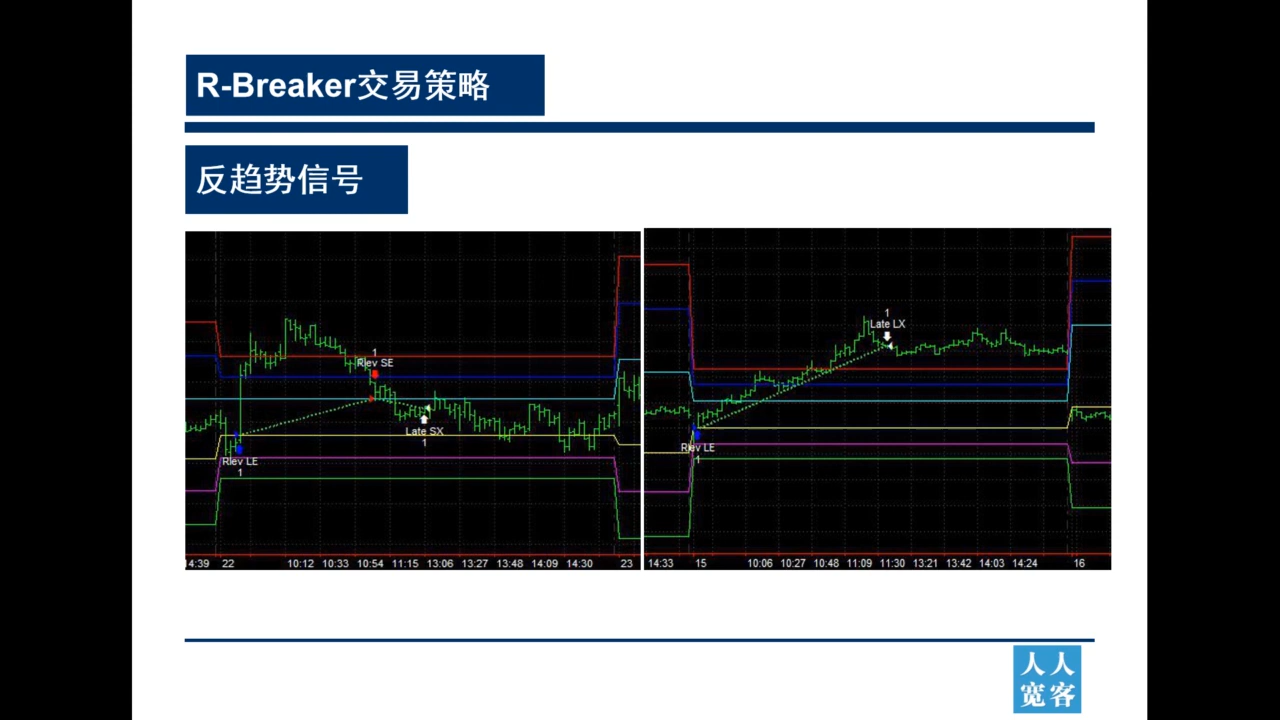 R-Breaker交易策略
反趋势信号
1
Rlev SE
Late SX
1
Rlev LE
1
14:39 22 10:12 10:33 10:54 11:15 13:06 13:27 13:48 14:09 14:30 23
1
Late LX
Rlev LE
1
14:33 15 10:06 10:27 10:48 11:09 11:30 13:21 13:42 14:03 14:24 16
人人
宽客